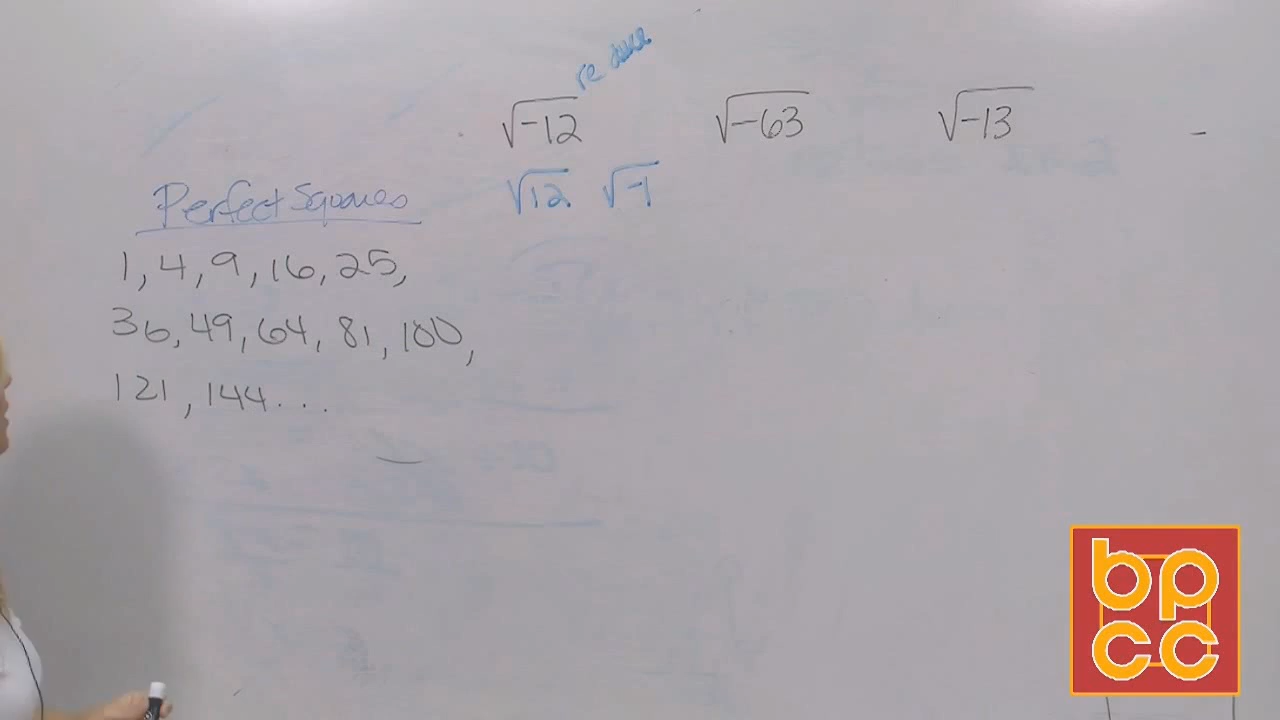 reduce
√-12 √-63 √-13 -
√12 √-1
Perfect Squares
1, 4, 9, 16, 25,
36, 49, 64, 81, 100,
121, 144...
bp
cc